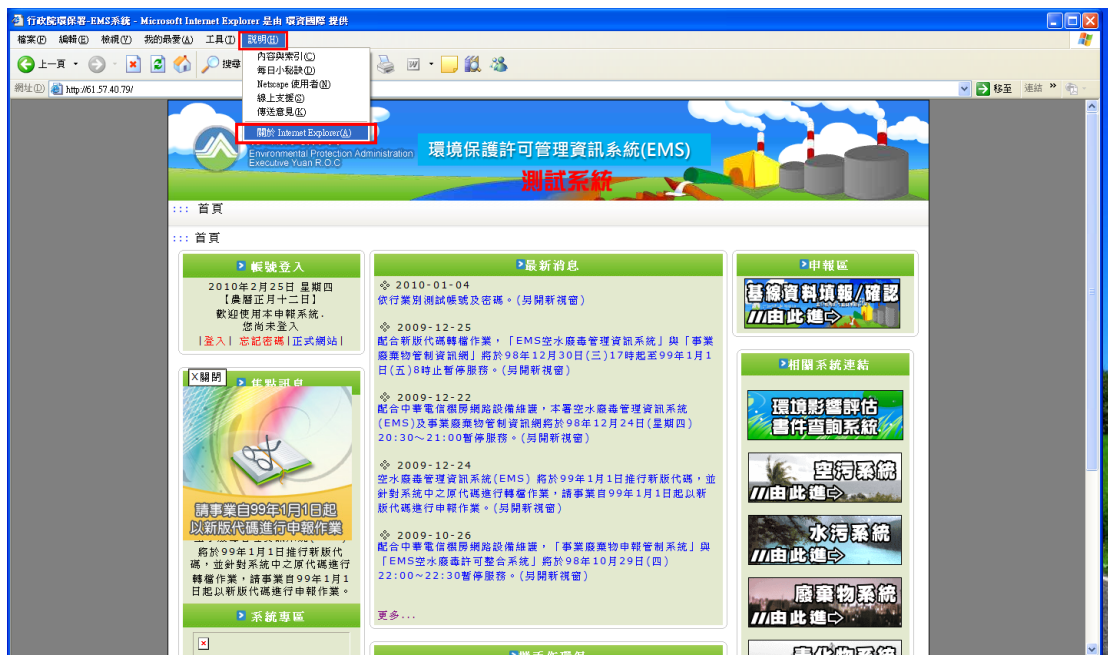 行政院環保署-EMS系統 - Microsoft Internet Explorer 是由 環資國際 提供
檔案(F) 編輯(E) 檢視(V) 我的最愛(A) 工具(T) 說明(H)
上一頁 搜尋
內容與索引(C)
每日小秘訣(D)
Netscape 使用者(N)
線上支援(S)
傳送意見(K)
關於 Internet Explorer(A)
網址(D) http://61.57.40.79/ 移至 連結 »
Environmental Protection Administration
Executive Yuan R.O.C
環境保護許可管理資訊系統(EMS)
測試系統
::: 首頁
::: 首頁
帳號登入
2010年2月25日 星期四
【農曆正月十二日】
歡迎使用本申報系統.
您尚未登入
|登入| 忘記密碼|正式網站|
X關閉
焦點訊息
請事業自99年1月1日起
以新版代碼進行申報作業
將於99年1月1日推行新版代
碼，並針對系統中之原代碼進行
轉檔作業，請事業自99年1月1
日起以新版代碼進行申報作業。
系統專區
最新消息
2010-01-04
依行業別測試帳號及密碼。(另開新視窗)
2009-12-25
配合新版代碼轉檔作業，「EMS空水廢毒管理資訊系統」與「事業
廢棄物管制資訊網」將於98年12月30日(三)17時起至99年1月1
日(五)8時止暫停服務。(另開新視窗)
2009-12-22
配合中華電信機房網路設備維護，本署空水廢毒管理資訊系統
(EMS)及事業廢棄物管制資訊網將於98年12月24日(星期四)
20:30～21:00暫停服務。(另開新視窗)
2009-12-24
空水廢毒管理資訊系統(EMS) 將於99年1月1日推行新版代碼，並
針對系統中之原代碼進行轉檔作業，請事業自99年1月1日起以新
版代碼進行申報作業。(另開新視窗)
2009-10-26
配合中華電信機房網路設備維護，「事業廢棄物申報管制系統」與
「EMS空水廢毒許可整合系統」將於98年10月29日(四)
22:00～22:30暫停服務。(另開新視窗)
更多...
申報區
基線資料填報/確認
由此進
相關系統連結
環境影響評估
書件查詢系統
空污系統
由此進
水污系統
由此進
廢棄物系統
由此進